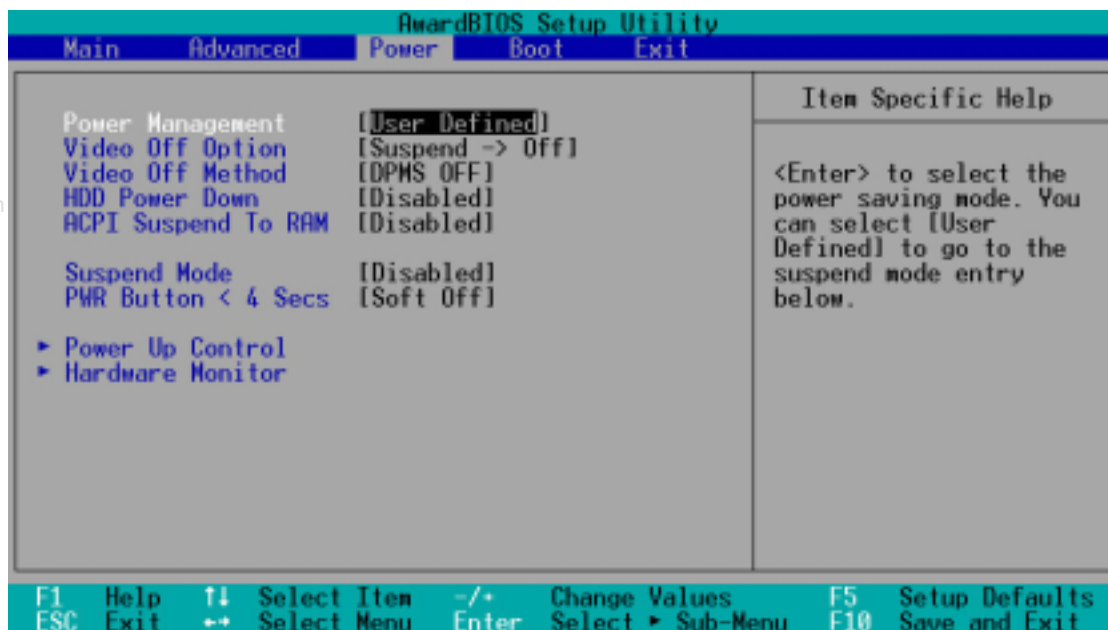 AwardBIOS Setup Utility
Main Advanced Power Boot Exit
Power Management [User Defined]
Video Off Option [Suspend -> Off]
Video Off Method [DPMS OFF]
HDD Power Down [Disabled]
ACPI Suspend To RAM [Disabled]
Suspend Mode [Disabled]
PWR Button < 4 Secs [Soft Off]
► Power Up Control
► Hardware Monitor
Item Specific Help
<Enter> to select the
power saving mode. You
can select [User
Defined] to go to the
suspend mode entry
below.
F1 Help ↑↓ Select Item -/+ Change Values F5 Setup Defaults
ESC Exit ←→ Select Menu Enter Select ► Sub-Menu F10 Save and Exit